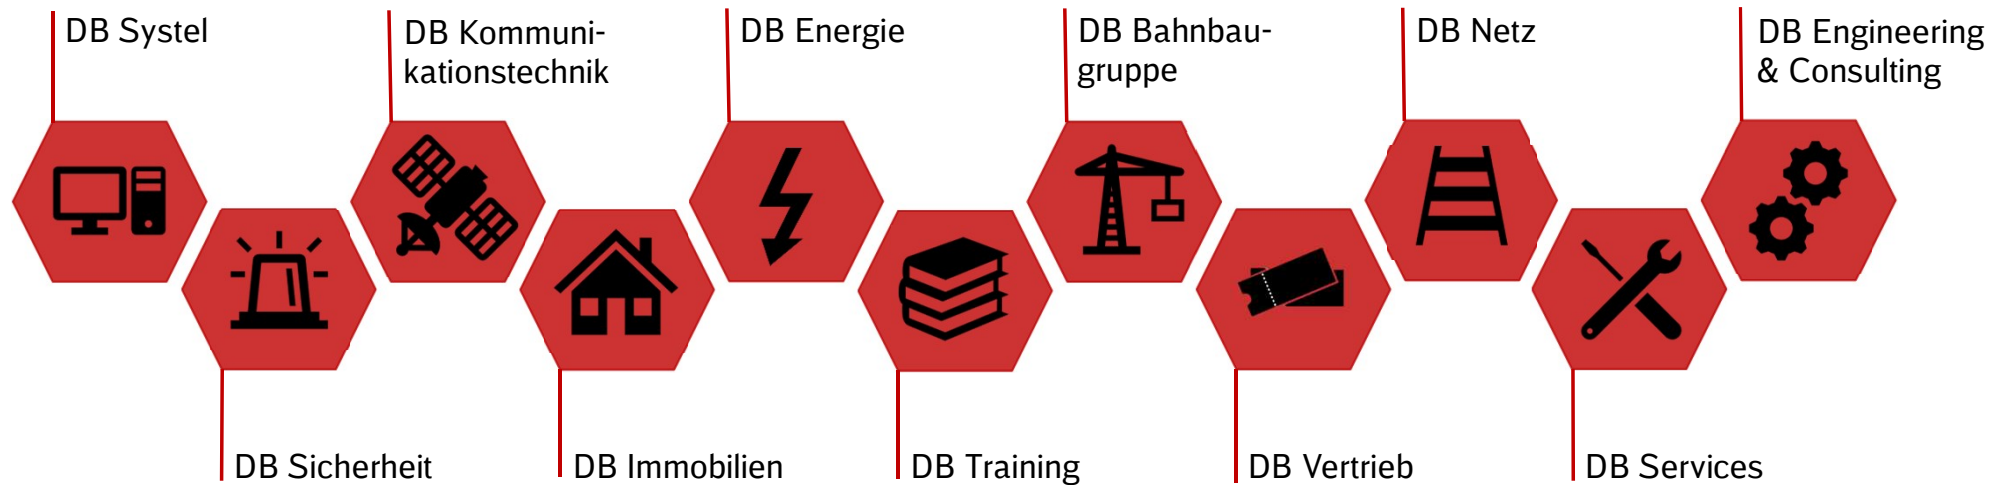 DB Systel
DB Kommuni-
kationstechnik
DB Energie
DB Bahnbau-
gruppe
DB Netz
DB Engineering
& Consulting
DB Sicherheit
DB Immobilien
DB Training
DB Vertrieb
DB Services